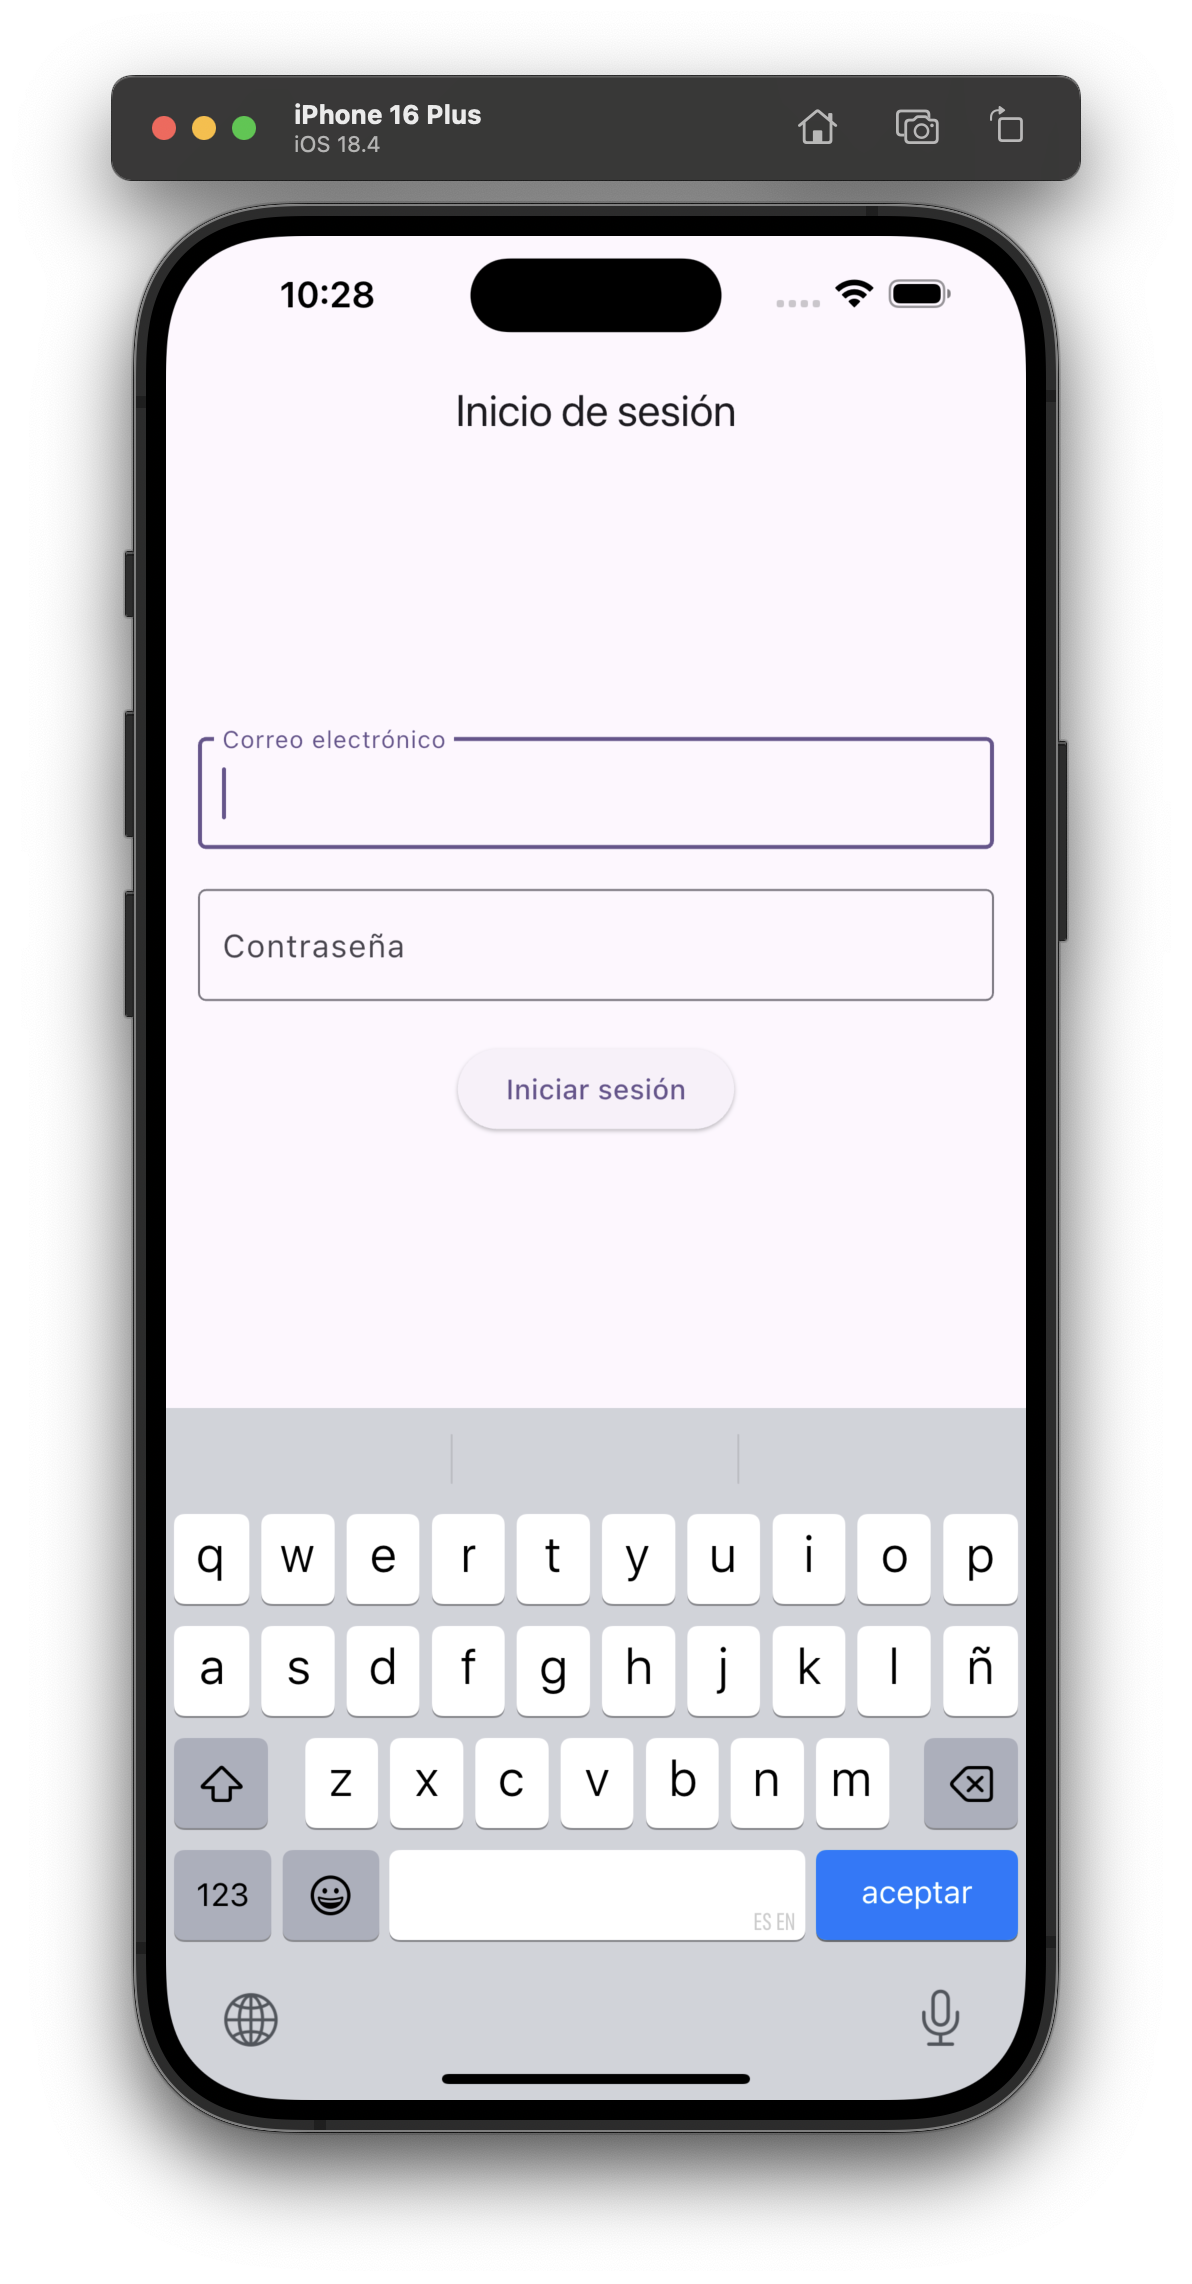 iPhone 16 Plus
iOS 18.4
10:28
Inicio de sesión
Correo electrónico
Contraseña
Iniciar sesión
q w e r t y u i o p
a s d f g h j k l ñ
z x c v b n m
123 ES EN aceptar